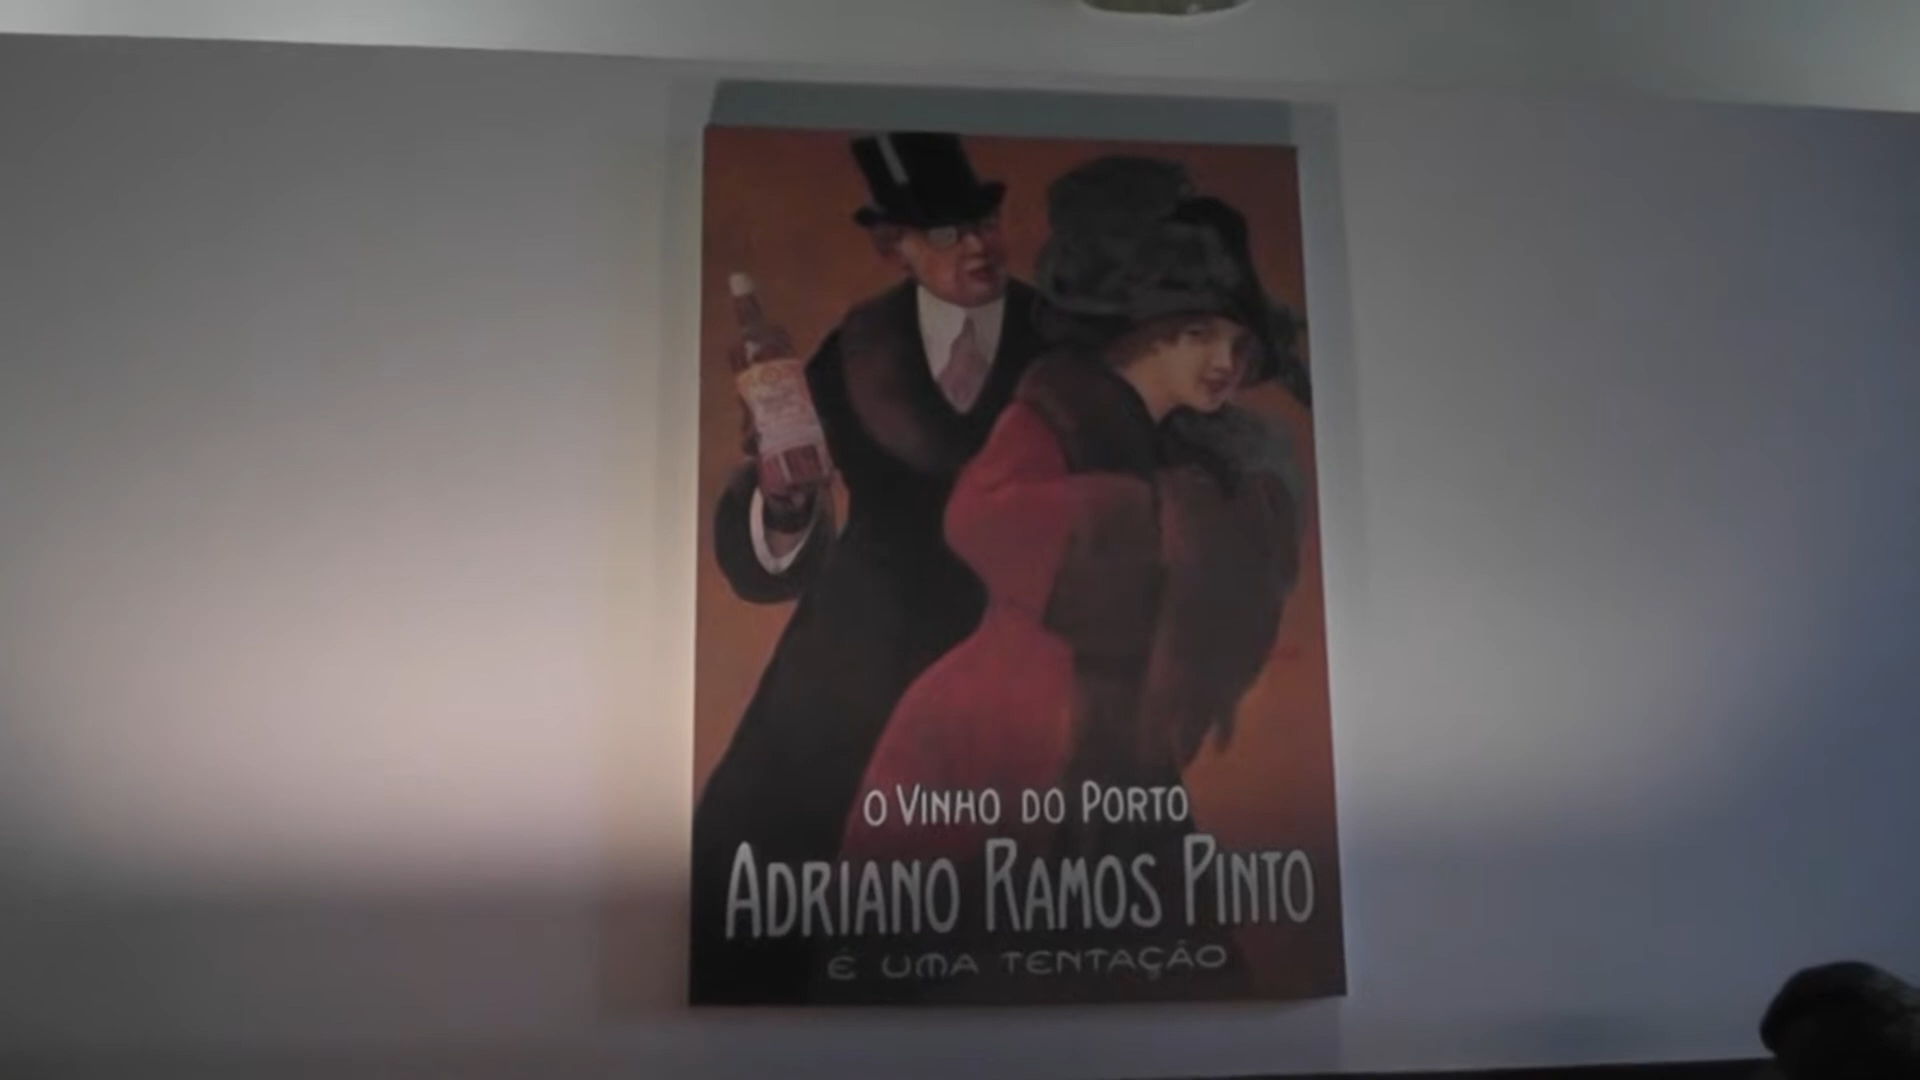 O VINHO DO PORTO
ADRIANO RAMOS PINTO
É UMA TENTAÇÃO